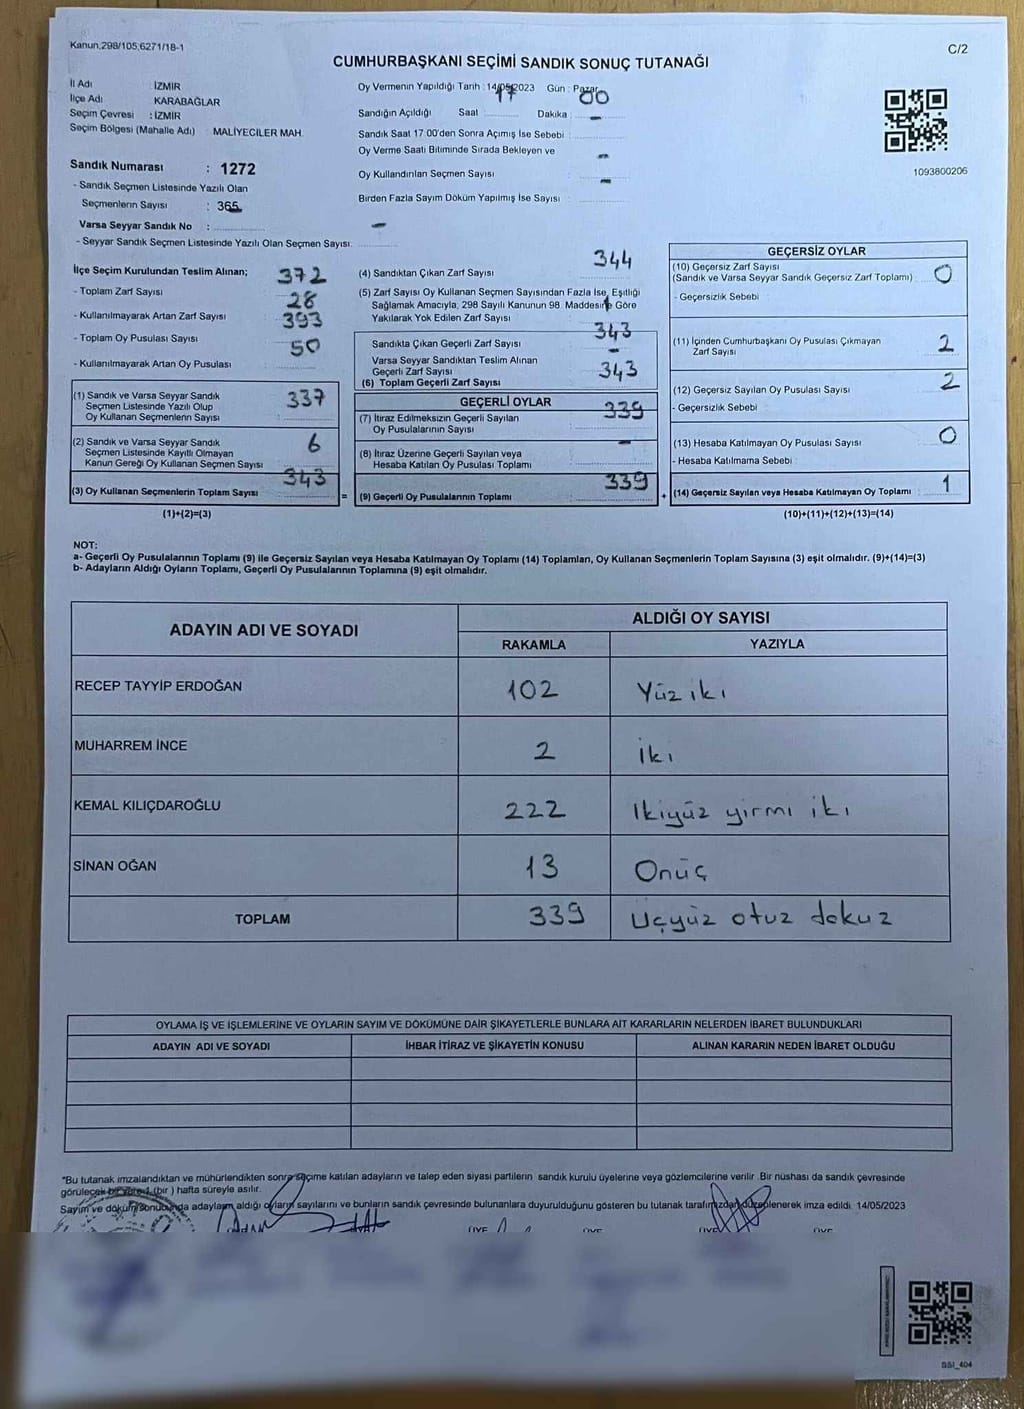 Kanun,298/105,6271/18-1
C/2
CUMHURBAŞKANI SEÇİMİ SANDIK SONUÇ TUTANAĞI
İl Adı : İZMİR
İlçe Adı KARABAĞLAR
Seçim Çevresi : İZMİR
Seçim Bölgesi (Mahalle Adı) MALİYECİLER MAH.
Sandık Numarası : 1272
- Sandık Seçmen Listesinde Yazılı Olan
Seçmenlerin Sayısı : 365
Varsa Seyyar Sandık No : -
- Seyyar Sandık Seçmen Listesinde Yazılı Olan Seçmen Sayısı.
Oy Vermenin Yapıldığı Tarih : 14/05/2023 Gün : Pazar
Sandığın Açıldığı Saat 17 Dakika 00
Sandık Saat 17 00'den Sonra Açımış İse Sebebi -
Oy Verme Saati Bitiminde Sırada Bekleyen ve
Oy Kullandırılan Seçmen Sayısı -
Birden Fazla Sayım Döküm Yapılmış İse Sayısı -
1093800206
İlçe Seçim Kurulundan Teslim Alınan;
- Toplam Zarf Sayısı 372
- Kullanılmayarak Artan Zarf Sayısı 28
- Toplam Oy Pusulası Sayısı 393
- Kullanılmayarak Artan Oy Pusulası 50
(1) Sandık ve Varsa Seyyar Sandık
Seçmen Listesinde Yazılı Olup
Oy Kullanan Seçmenlerin Sayısı 337
(2) Sandık ve Varsa Seyyar Sandık
Seçmen Listesinde Kayıtlı Olmayan
Kanun Gereği Oy Kullanan Seçmen Sayısı 6
(3) Oy Kullanan Seçmenlerin Toplam Sayısı 343
(1)+(2)=(3)
(4) Sandıktan Çıkan Zarf Sayısı 344
(5) Zarf Sayısı Oy Kullanan Seçmen Sayısından Fazla İse, Eşitliği
Sağlamak Amacıyla, 298 Sayılı Kanunun 98. Maddesine Göre
Yakılarak Yok Edilen Zarf Sayısı 1
Sandıkta Çıkan Geçerli Zarf Sayısı 343
Varsa Seyyar Sandıktan Teslim Alınan
Geçerli Zarf Sayısı -
(6) Toplam Geçerli Zarf Sayısı 343
GEÇERLİ OYLAR
(7) İtiraz Edilmeksizin Geçerli Sayılan
Oy Pusulalarının Sayısı 339
(8) İtiraz Üzerine Geçerli Sayılan veya
Hesaba Katılan Oy Pusulası Toplamı -
= (9) Geçerli Oy Pusulalarının Toplamı 339 +
GEÇERSİZ OYLAR
(10) Geçersiz Zarf Sayısı
(Sandık ve Varsa Seyyar Sandık Geçersiz Zarf Toplamı) 0
- Geçersizlik Sebebi
(11) İçinden Cumhurbaşkanı Oy Pusulası Çıkmayan
Zarf Sayısı 2
(12) Geçersiz Sayılan Oy Pusulası Sayısı 2
- Geçersizlik Sebebi
(13) Hesaba Katılmayan Oy Pusulası Sayısı 0
- Hesaba Katılmama Sebebi
(14) Geçersiz Sayılan veya Hesaba Katılmayan Oy Toplamı 1
(10)+(11)+(12)+(13)=(14)
NOT:
a- Geçerli Oy Pusulalarının Toplamı (9) ile Geçersiz Sayılan veya Hesaba Katılmayan Oy Toplamı (14) Toplamları, Oy Kullanan Seçmenlerin Toplam Sayısına (3) eşit olmalıdır. (9)+(14)=(3)
b- Adayların Aldığı Oyların Toplamı, Geçerli Oy Pusulalarının Toplamına (9) eşit olmalıdır.
ADAYIN ADI VE SOYADI
ALDIĞI OY SAYISI
RAKAMLA YAZIYLA
RECEP TAYYİP ERDOĞAN 102 Yüz iki
MUHARREM İNCE 2 İki
KEMAL KILIÇDAROĞLU 222 İkiyüz yirmi iki
SİNAN OĞAN 13 Onüç
TOPLAM 339 Üçyüz otuz dokuz
OYLAMA İŞ VE İŞLEMLERİNE VE OYLARIN SAYIM VE DÖKÜMÜNE DAİR ŞİKAYETLERLE BUNLARA AİT KARARLARIN NELERDEN İBARET BULUNDUKLARI
ADAYIN ADI VE SOYADI İHBAR İTİRAZ VE ŞİKAYETİN KONUSU ALINAN KARARIN NEDEN İBARET OLDUĞU
"Bu tutanak imzalandıktan ve mühürlendikten sonra seçime katılan adayların ve talep eden siyasi partilerin sandık kurulu üyelerine veya gözlemcilerine verilir. Bir nüshası da sandık çevresinde
görülecek bir yere 1 (bir ) hafta süreyle asılır.
Sayım ve döküm sonucunda adayların aldığı oyların sayılarını ve bunların sandık çevresinde bulunanlara duyurulduğunu gösteren bu tutanak tarafımızdan düzenlenerek imza edildi. 14/05/2023
ÜYE ÜYE ÜYE ÜYE
SSI_404